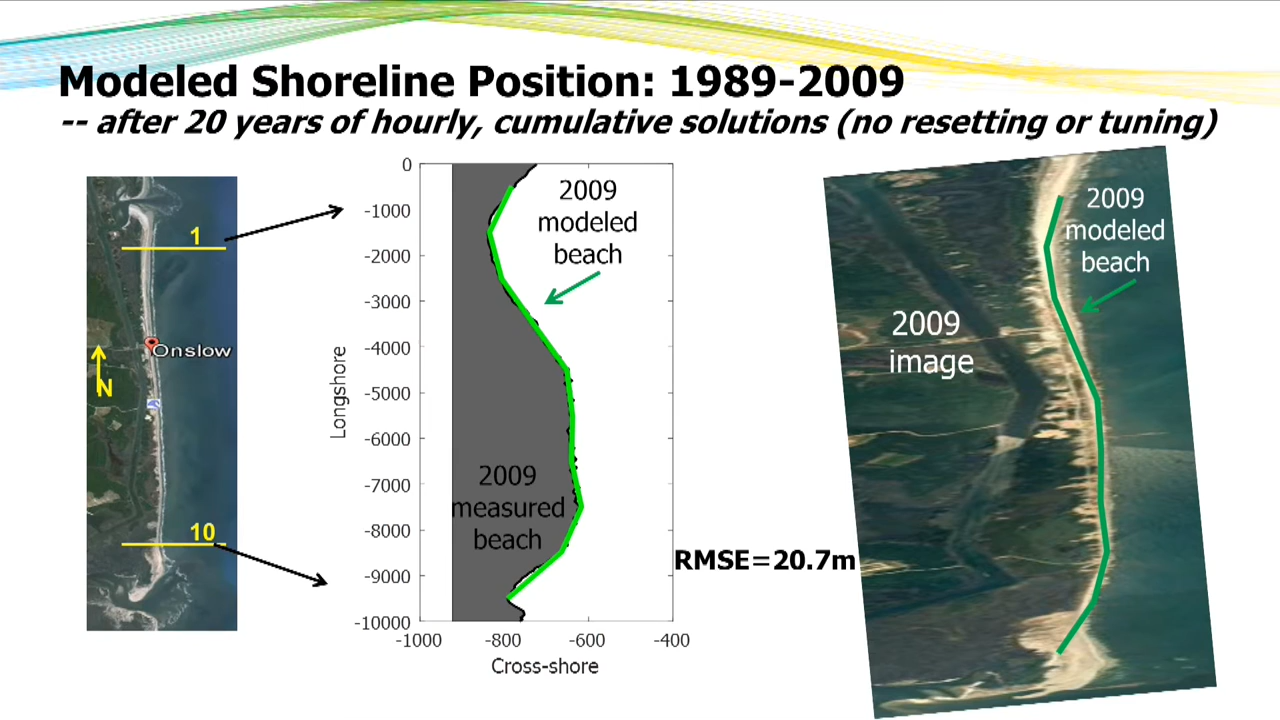 Modeled Shoreline Position: 1989-2009
-- after 20 years of hourly, cumulative solutions (no resetting or tuning)
1
Onslow
N
10
0
-1000
-2000
-3000
-4000
-5000
-6000
-7000
-8000
-9000
-10000
Longshore
-1000
-800
-600
-400
Cross-shore
2009
modeled
beach
2009
measured
beach
RMSE=20.7m
2009
image
2009
modeled
beach